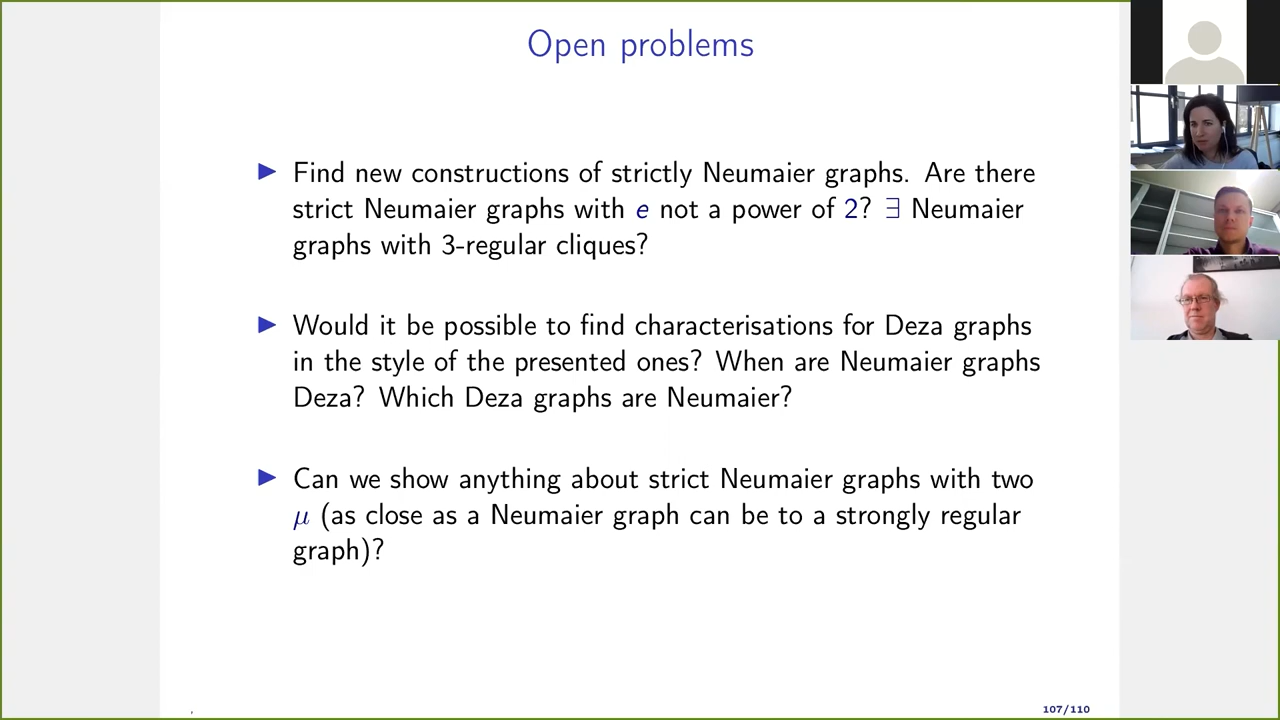 Open problems
▶ Find new constructions of strictly Neumaier graphs. Are there
strict Neumaier graphs with e not a power of 2? ∃ Neumaier
graphs with 3-regular cliques?
▶ Would it be possible to find characterisations for Deza graphs
in the style of the presented ones? When are Neumaier graphs
Deza? Which Deza graphs are Neumaier?
▶ Can we show anything about strict Neumaier graphs with two
μ (as close as a Neumaier graph can be to a strongly regular
graph)?
, 107/110